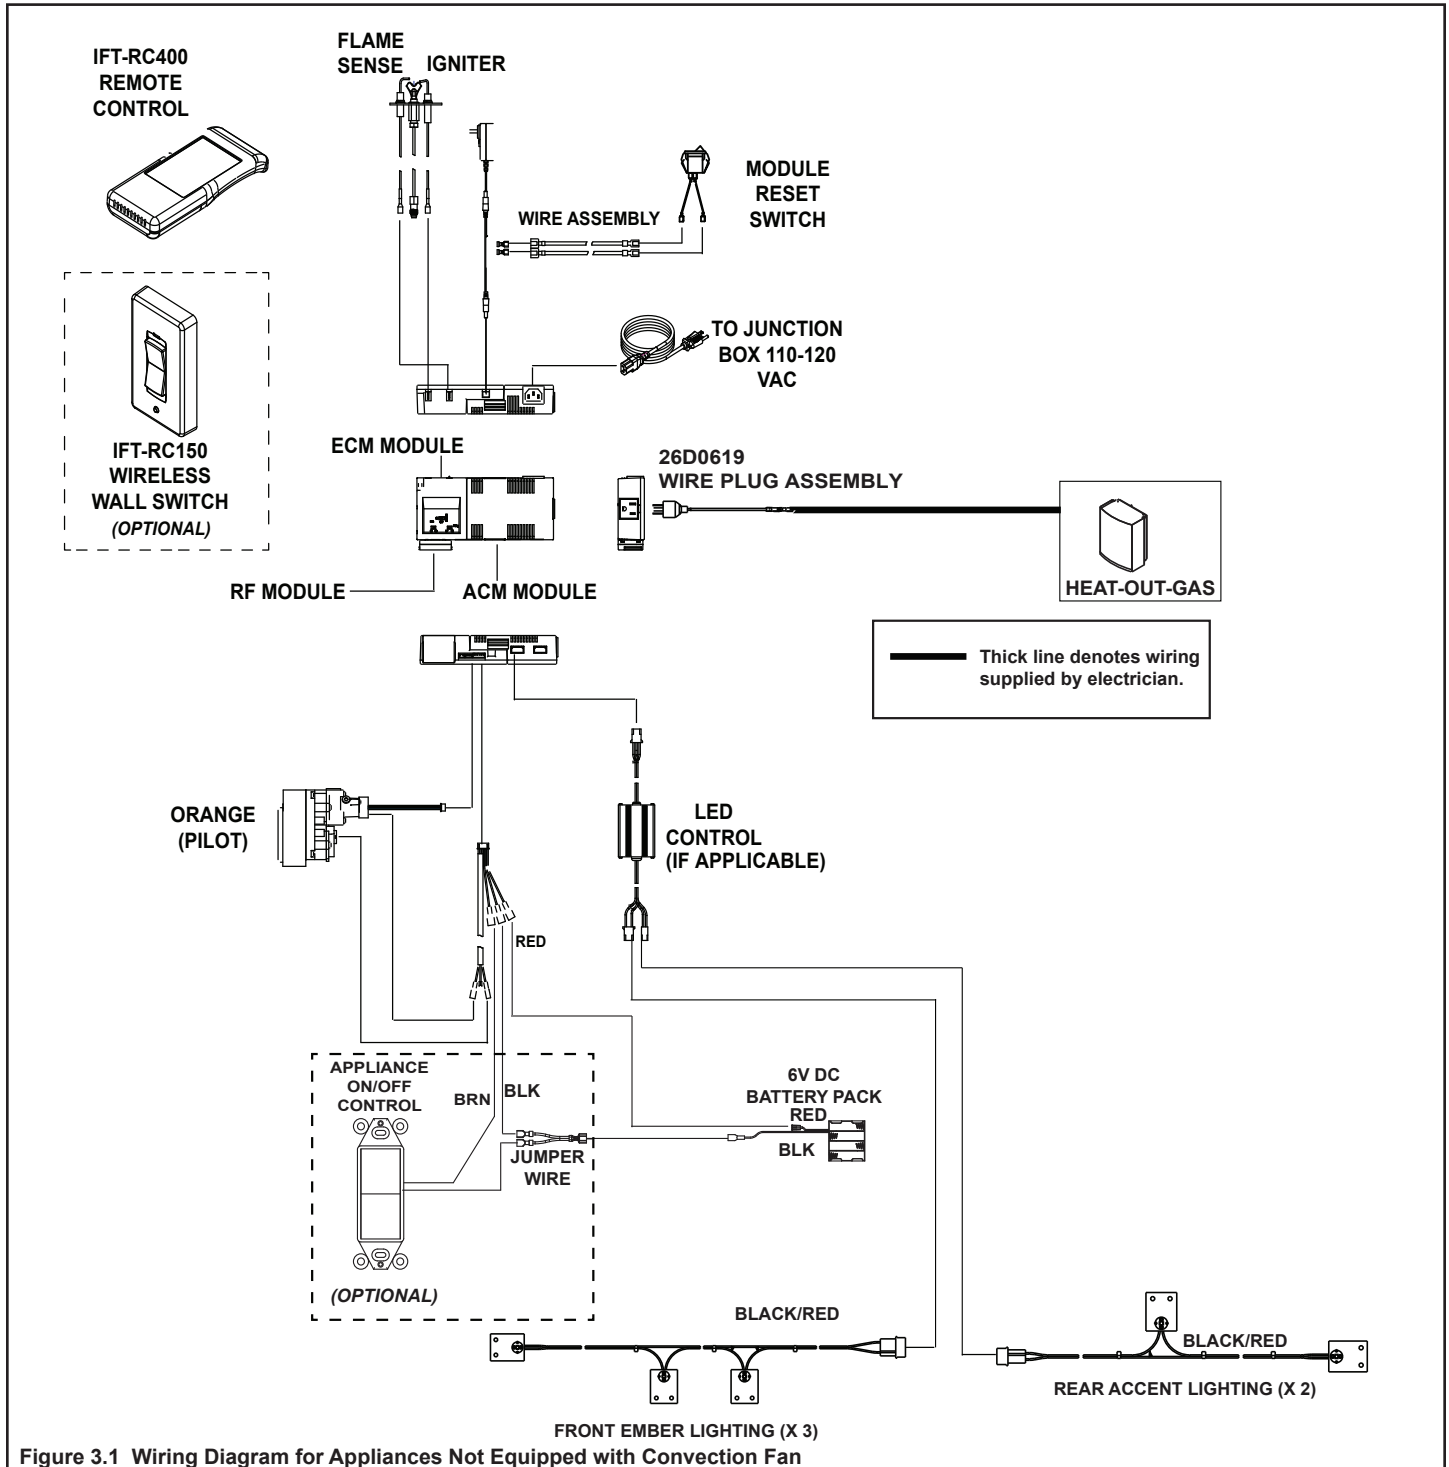 IFT-RC400
REMOTE
CONTROL
FLAME
SENSE
IGNITER
MODULE
RESET
SWITCH
WIRE ASSEMBLY
TO JUNCTION
BOX 110-120
VAC
IFT-RC150
WIRELESS
WALL SWITCH
(OPTIONAL)
ECM MODULE
26D0619
WIRE PLUG ASSEMBLY
RF MODULE
ACM MODULE
HEAT-OUT-GAS
Thick line denotes wiring
supplied by electrician.
ORANGE
(PILOT)
LED
CONTROL
(IF APPLICABLE)
RED
APPLIANCE
ON/OFF
CONTROL
BRN
BLK
JUMPER
WIRE
(OPTIONAL)
6V DC
BATTERY PACK
RED
BLK
BLACK/RED
FRONT EMBER LIGHTING (X 3)
BLACK/RED
REAR ACCENT LIGHTING (X 2)
Figure 3.1 Wiring Diagram for Appliances Not Equipped with Convection Fan